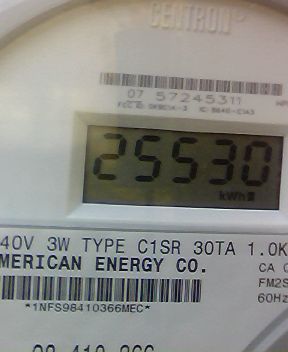 CENTRON
07 57245311
25530
kWh
40V 3W TYPE C1SR 30TA 1.0K
MERICAN ENERGY CO.
CA
FM2S
60Hz
*1NFS98410366MEC*